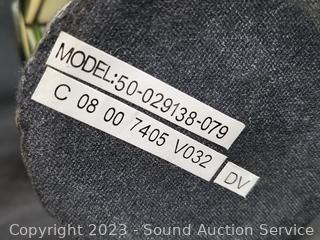 MODEL:50-029138-079
C 08 00 7405 V032
DV
Copyright 2023 - Sound Auction Service